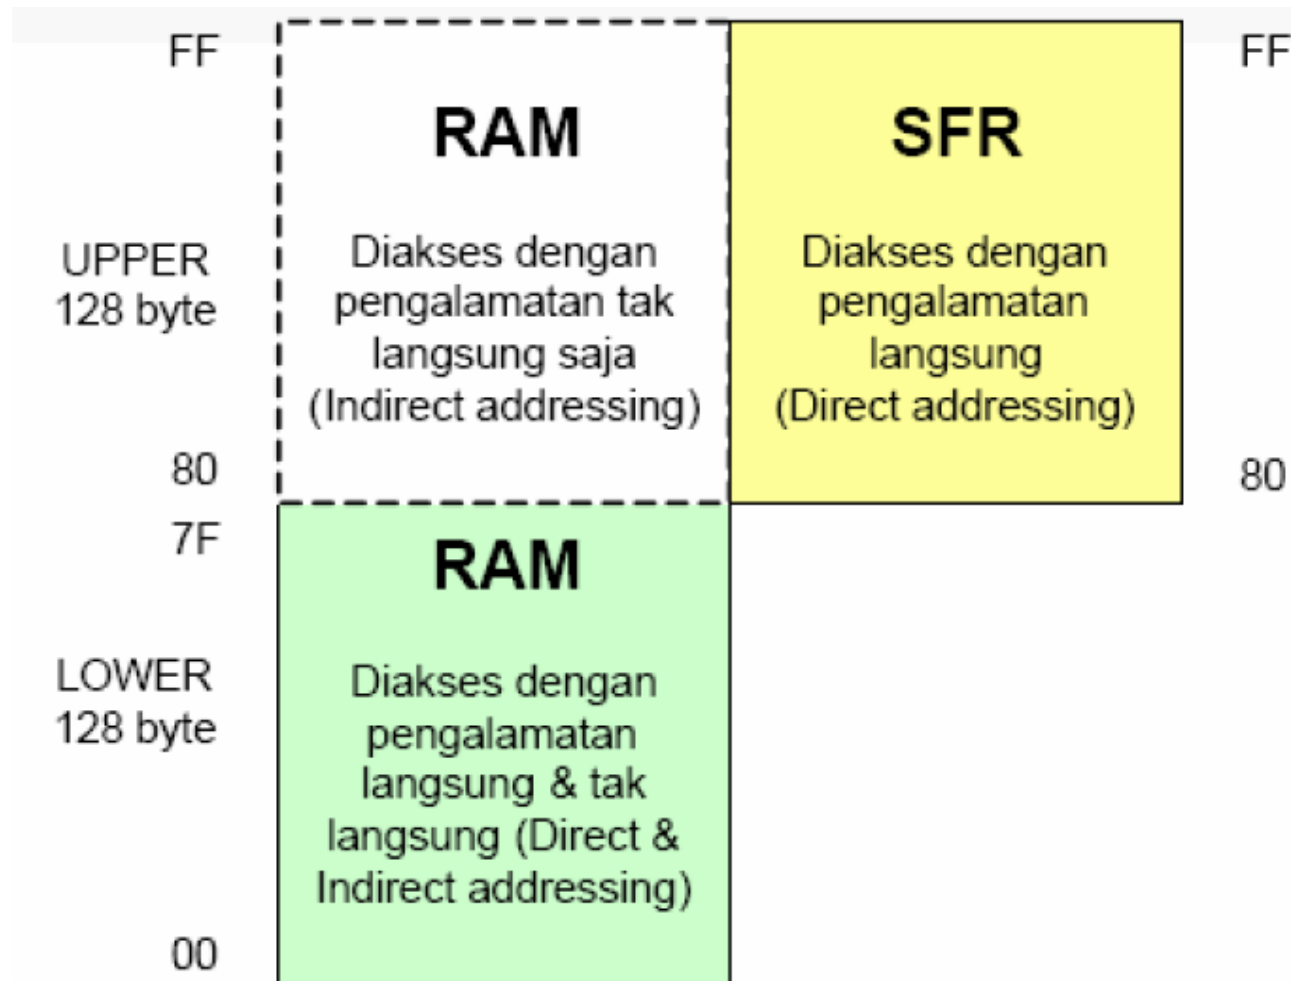 FF
RAM
Diakses dengan
pengalamatan tak
langsung saja
(Indirect addressing)
UPPER
128 byte
80
SFR
Diakses dengan
pengalamatan
langsung
(Direct addressing)
FF
80
7F
RAM
Diakses dengan
pengalamatan
langsung & tak
langsung (Direct &
Indirect addressing)
LOWER
128 byte
00